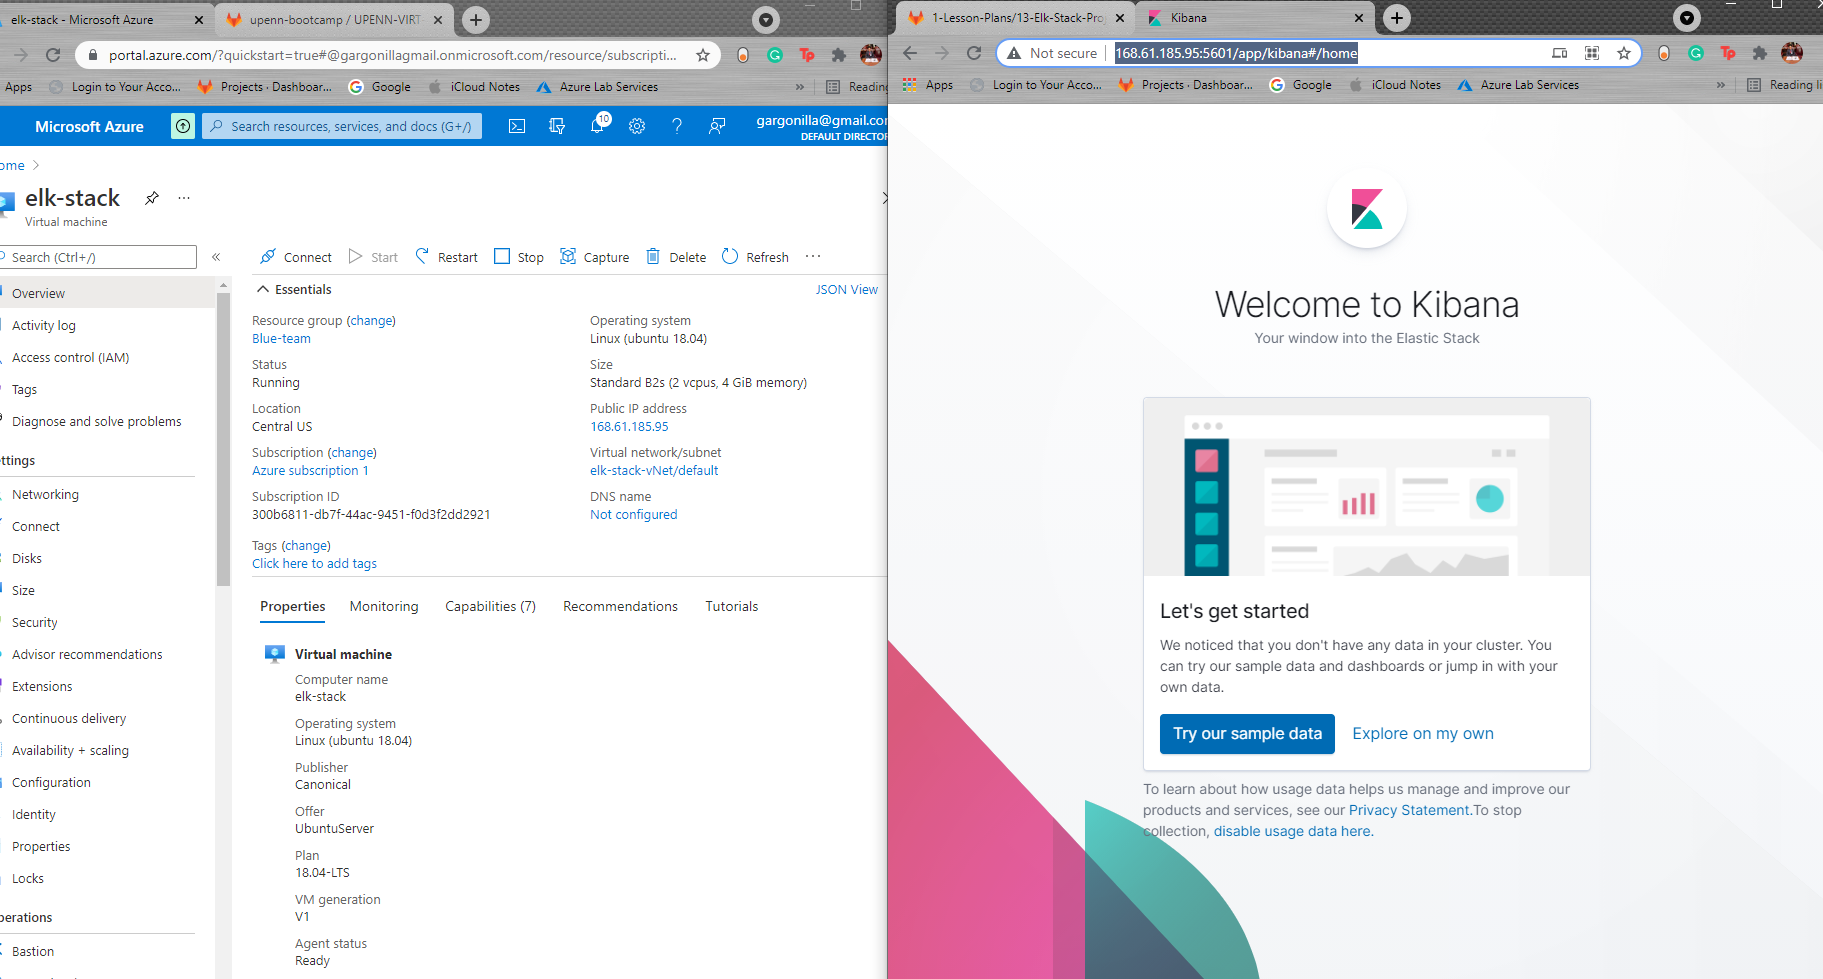 elk-stack - Microsoft Azure
upenn-bootcamp / UPENN-VIRT
portal.azure.com/?quickstart=true#@gargonillagmail.onmicrosoft.com/resource/subscripti...
Apps
Login to Your Acco...
Projects · Dashboar...
Google
iCloud Notes
Azure Lab Services
»
Reading
Microsoft Azure
Search resources, services, and docs (G+/)
10
gargonilla@gmail.con
DEFAULT DIRECTOR
ome >
elk-stack
...
Virtual machine
Search (Ctrl+/)
«
Overview
Activity log
Access control (IAM)
Tags
Diagnose and solve problems
ttings
Networking
Connect
Disks
Size
Security
Advisor recommendations
Extensions
Continuous delivery
Availability + scaling
Configuration
Identity
Properties
Locks
perations
Bastion
Connect
Start
Restart
Stop
Capture
Delete
Refresh
...
Essentials
JSON View
Resource group (change)
Blue-team
Status
Running
Location
Central US
Subscription (change)
Azure subscription 1
Subscription ID
300b6811-db7f-44ac-9451-f0d3f2dd2921
Tags (change)
Click here to add tags
Operating system
Linux (ubuntu 18.04)
Size
Standard B2s (2 vcpus, 4 GiB memory)
Public IP address
168.61.185.95
Virtual network/subnet
elk-stack-vNet/default
DNS name
Not configured
Properties
Monitoring
Capabilities (7)
Recommendations
Tutorials
Virtual machine
Computer name
elk-stack
Operating system
Linux (ubuntu 18.04)
Publisher
Canonical
Offer
UbuntuServer
Plan
18.04-LTS
VM generation
V1
Agent status
Ready
1-Lesson-Plans/13-Elk-Stack-Pro
Kibana
Not secure
168.61.185.95:5601/app/kibana#/home
Apps
Login to Your Acco...
Projects · Dashboar...
Google
iCloud Notes
Azure Lab Services
»
Reading li
Welcome to Kibana
Your window into the Elastic Stack
Let's get started
We noticed that you don't have any data in your cluster. You
can try our sample data and dashboards or jump in with your
own data.
Try our sample data
Explore on my own
To learn about how usage data helps us manage and improve our
products and services, see our Privacy Statement.To stop
collection, disable usage data here.